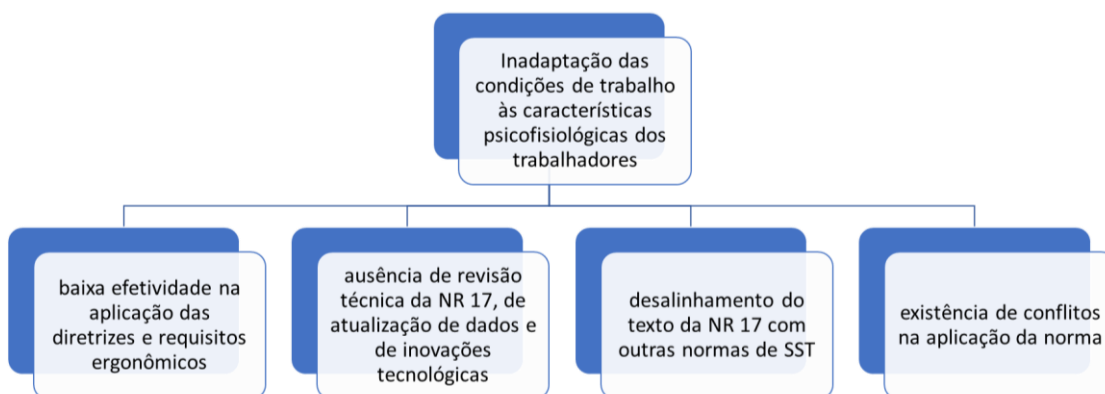 Inadaptação das
condições de trabalho
às características
psicofisiológicas dos
trabalhadores
baixa efetividade na
aplicação das
diretrizes e requisitos
ergonômicos
ausência de revisão
técnica da NR 17, de
atualização de dados e
de inovações
tecnológicas
desalinhamento do
texto da NR 17 com
outras normas de SST
existência de conflitos
na aplicação da norma